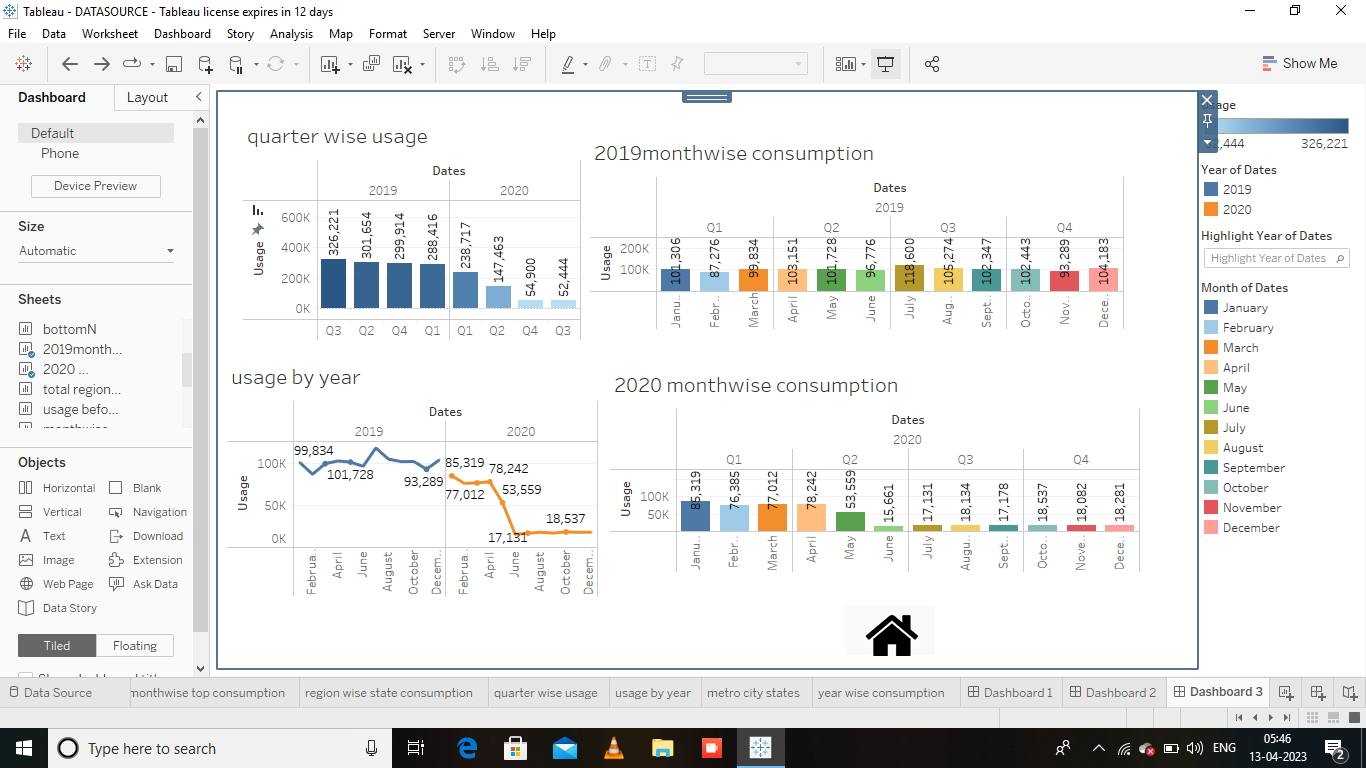 Tableau - DATASOURCE - Tableau license expires in 12 days
File Data Worksheet Dashboard Story Analysis Map Format Server Window Help
Show Me
Dashboard Layout
Default
Phone
Device Preview
Size
Automatic
Sheets
bottomN
2019month...
2020 ...
total region...
usage befo...
Objects
Horizontal Blank
Vertical Navigation
Text Download
Image Extension
Web Page Ask Data
Data Story
Tiled Floating
quarter wise usage
Dates
2019 2020
Usage
600K
400K
200K
0K
326,221 301,654 299,914 288,416 238,717 147,463 54,900 52,444
Q3 Q2 Q4 Q1 Q1 Q2 Q4 Q3
2019monthwise consumption
Dates
2019
Q1 Q2 Q3 Q4
Usage
200K
100K
101,306 87,276 99,834 103,151 101,728 96,776 118,600 105,274 102,347 102,443 93,289 104,183
Janu.. Febr.. March April May June July Aug.. Sept.. Octo.. Nov.. Dece..
usage by year
Dates
2019 2020
Usage
100K
50K
0K
99,834
101,728
93,289
85,319
77,012
78,242
53,559
17,131
18,537
Februa.. April June August October Decem.. Februa.. April June August October Decem..
2020 monthwise consumption
Dates
2020
Q1 Q2 Q3 Q4
Usage
100K
50K
85,319 76,385 77,012 78,242 53,559 15,661 17,131 18,134 17,178 18,537 18,082 18,281
Janu.. Febr.. March April May June July Augu.. Sept.. Octo.. Nove.. Dece..
326,221
Year of Dates
2019
2020
Highlight Year of Dates
Highlight Year of Dates
Month of Dates
January
February
March
April
May
June
July
August
September
October
November
December
Data Source monthwise top consumption region wise state consumption quarter wise usage usage by year metro city states year wise consumption Dashboard 1 Dashboard 2 Dashboard 3
Type here to search
ENG
05:46
13-04-2023
2